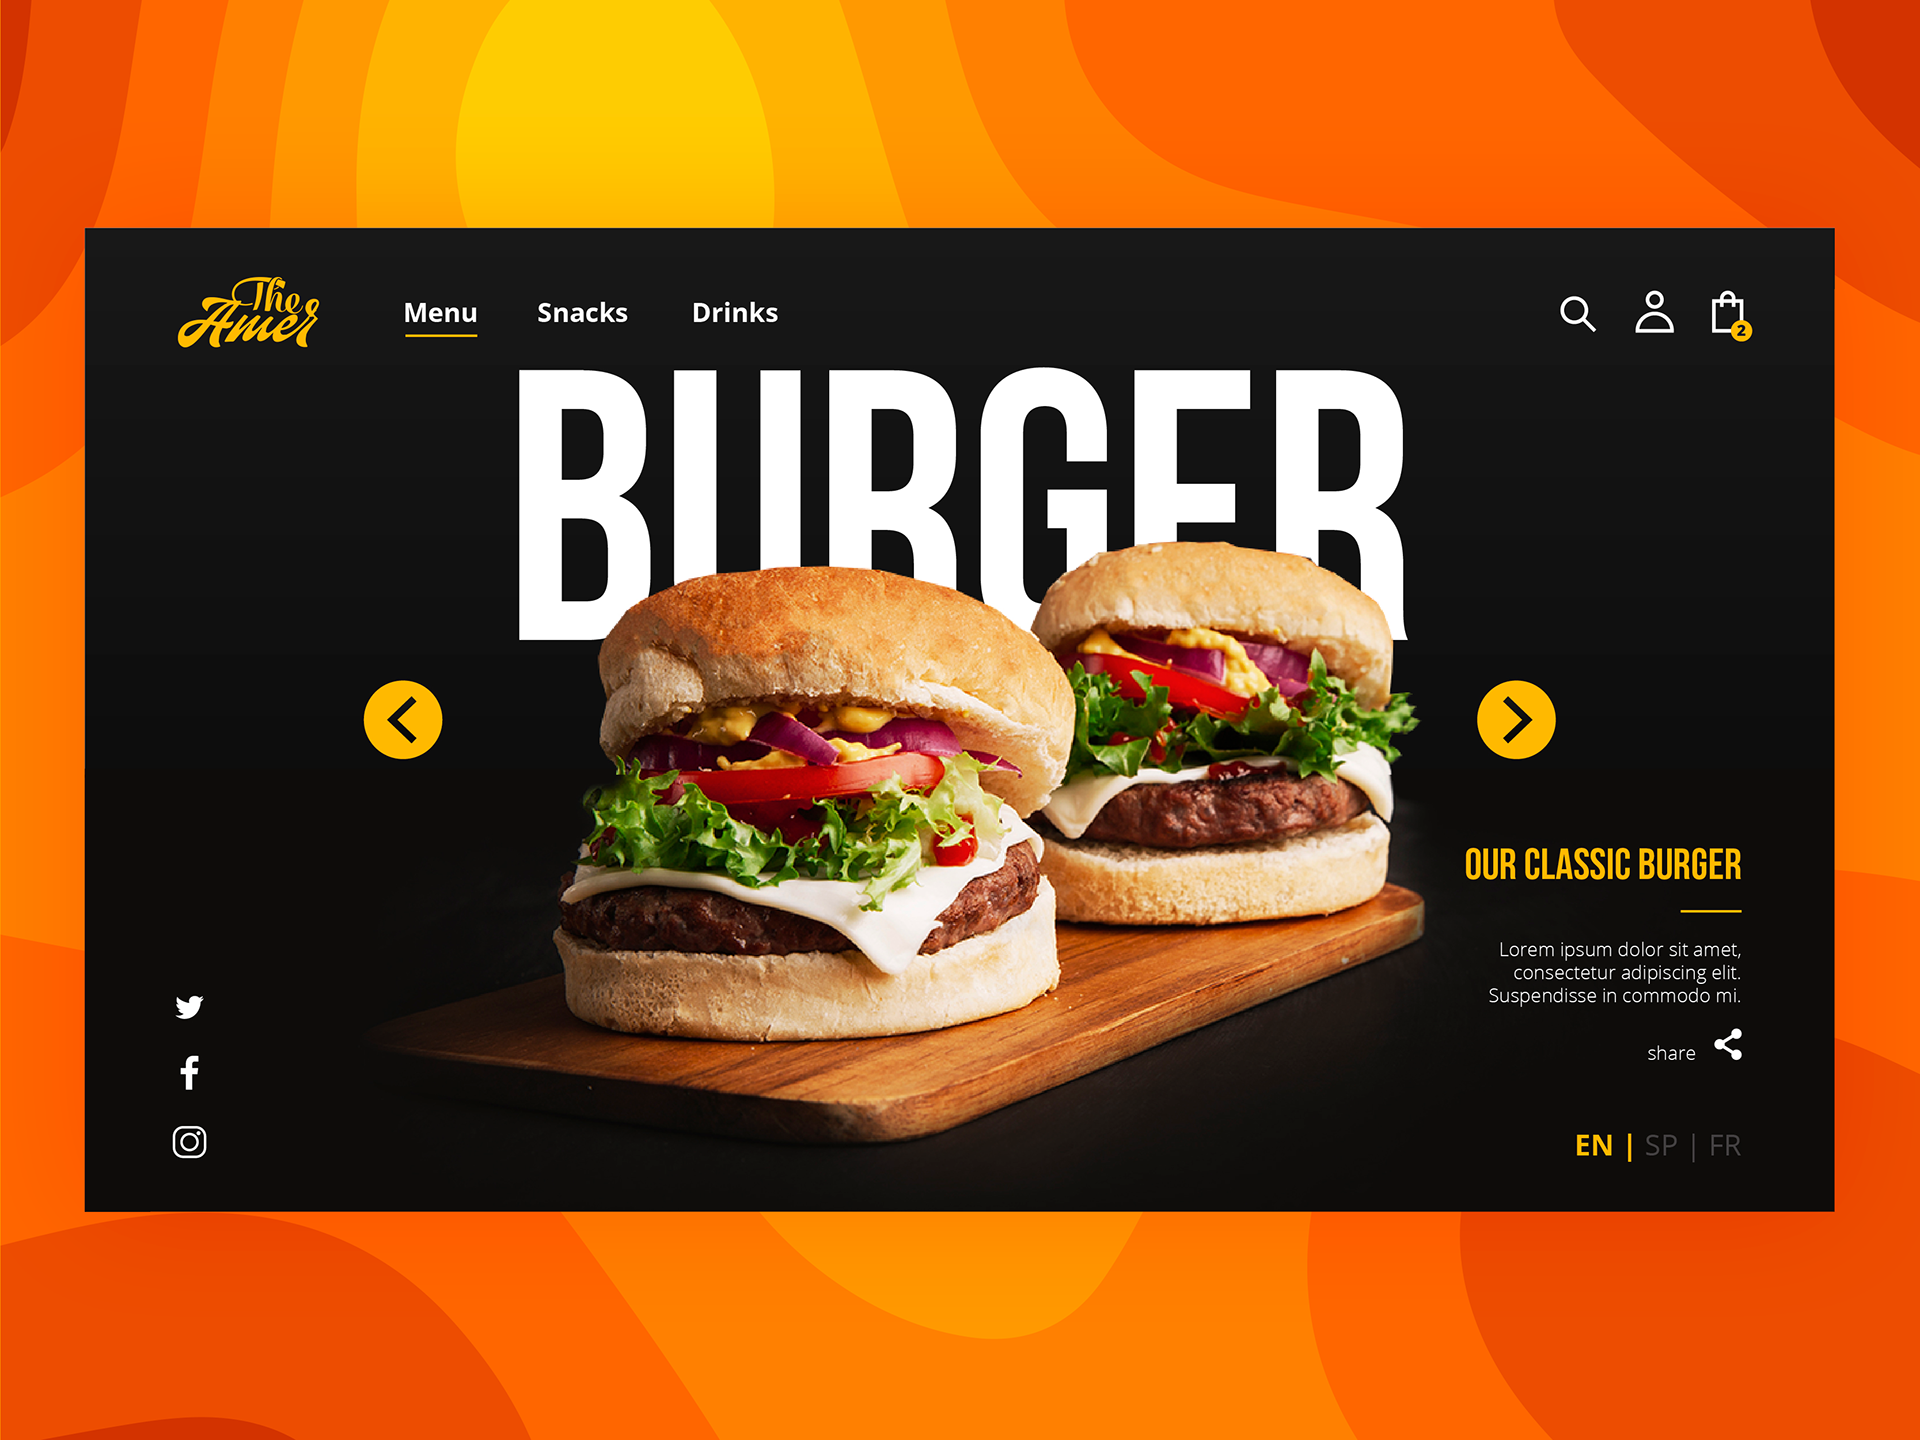 The
Amer
Menu Snacks Drinks
2
BURGER
OUR CLASSIC BURGER
Lorem ipsum dolor sit amet,
consectetur adipiscing elit.
Suspendisse in commodo mi.
share
EN | SP | FR